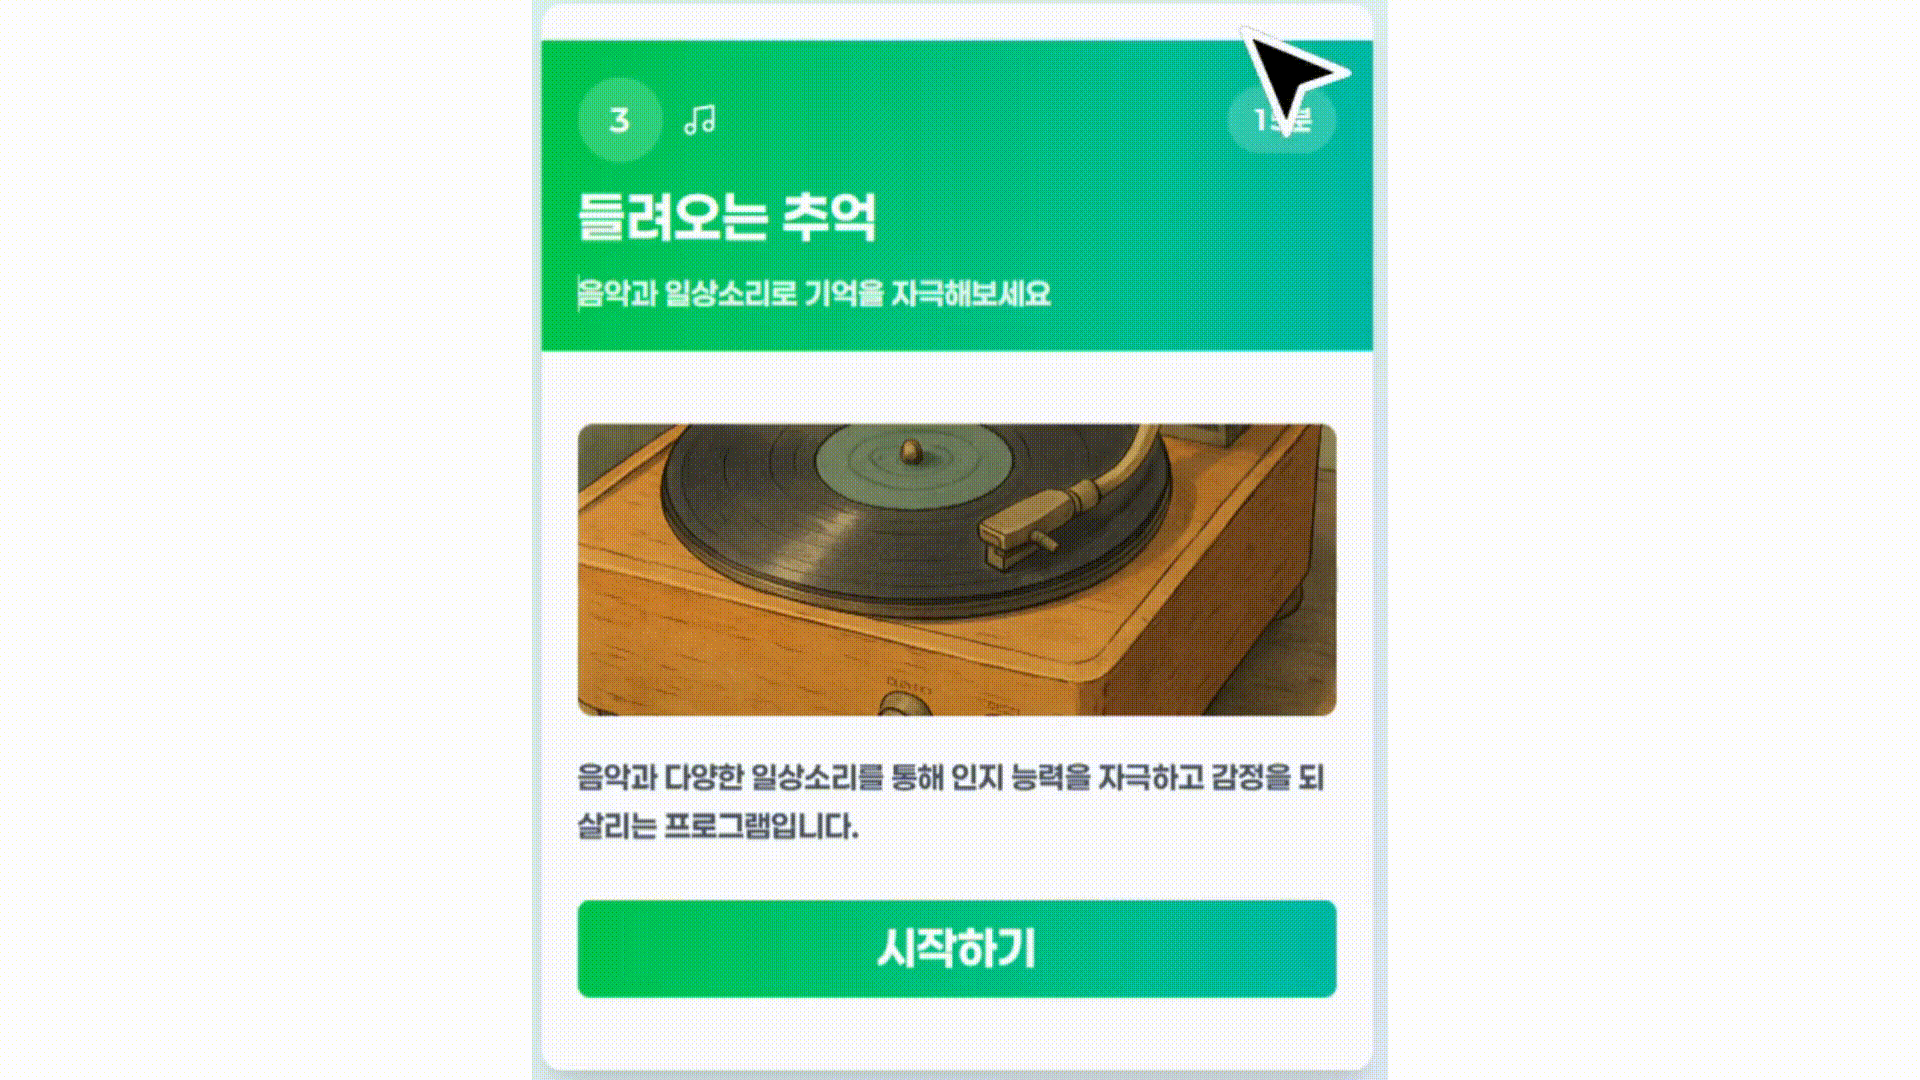 3
15분
들려오는 추억
음악과 일상소리로 기억을 자극해보세요
음악과 다양한 일상소리를 통해 인지 능력을 자극하고 감정을 되
살리는 프로그램입니다.
시작하기